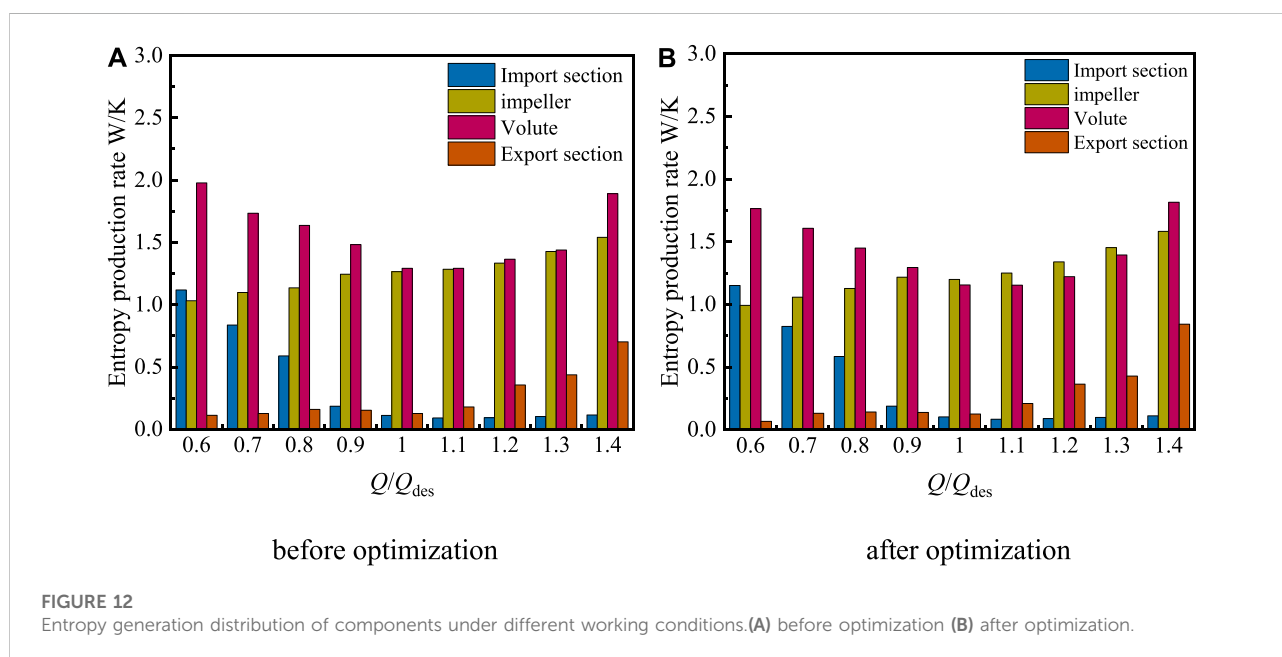 A
3.0
2.5
2.0
1.5
1.0
0.5
0.0
Entropy production rate W/K
Import section
impeller
Volute
Export section
0.6 0.7 0.8 0.9 1 1.1 1.2 1.3 1.4
Q/Qdes
before optimization
B
3.0
2.5
2.0
1.5
1.0
0.5
0.0
Entropy production rate W/K
Import section
impeller
Volute
Export section
0.6 0.7 0.8 0.9 1 1.1 1.2 1.3 1.4
Q/Qdes
after optimization
FIGURE 12
Entropy generation distribution of components under different working conditions.(A) before optimization (B) after optimization.